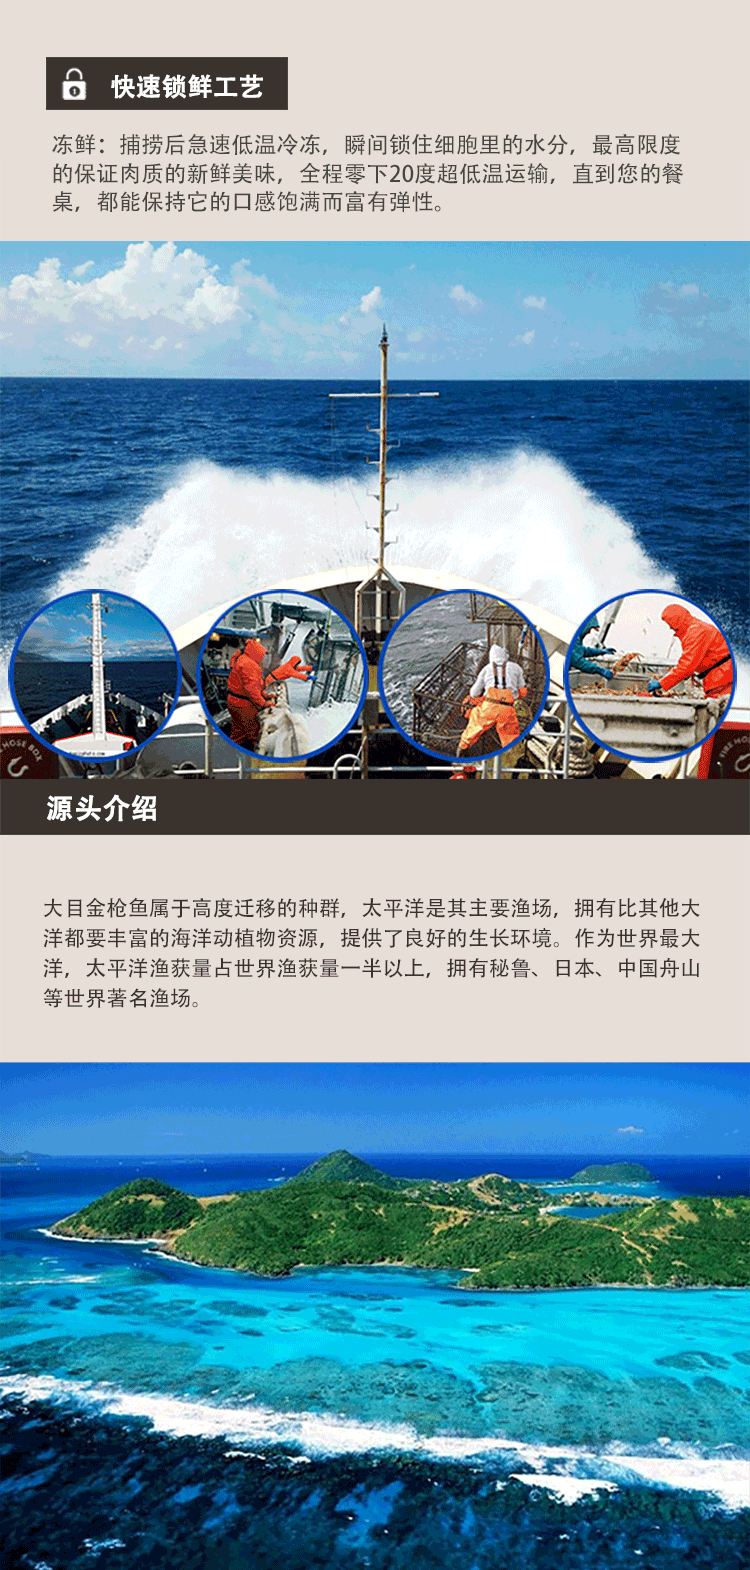 快速锁鲜工艺
冻鲜：捕捞后急速低温冷冻，瞬间锁住细胞里的水分，最高限度
的保证肉质的新鲜美味，全程零下20度超低温运输，直到您的餐
桌，都能保持它的口感饱满而富有弹性。
HOSE BOX
FIRE HO
源头介绍
大目金枪鱼属于高度迁移的种群，太平洋是其主要渔场，拥有比其他大
洋都要丰富的海洋动植物资源，提供了良好的生长环境。作为世界最大
洋，太平洋渔获量占世界渔获量一半以上，拥有秘鲁、日本、中国舟山
等世界著名渔场。